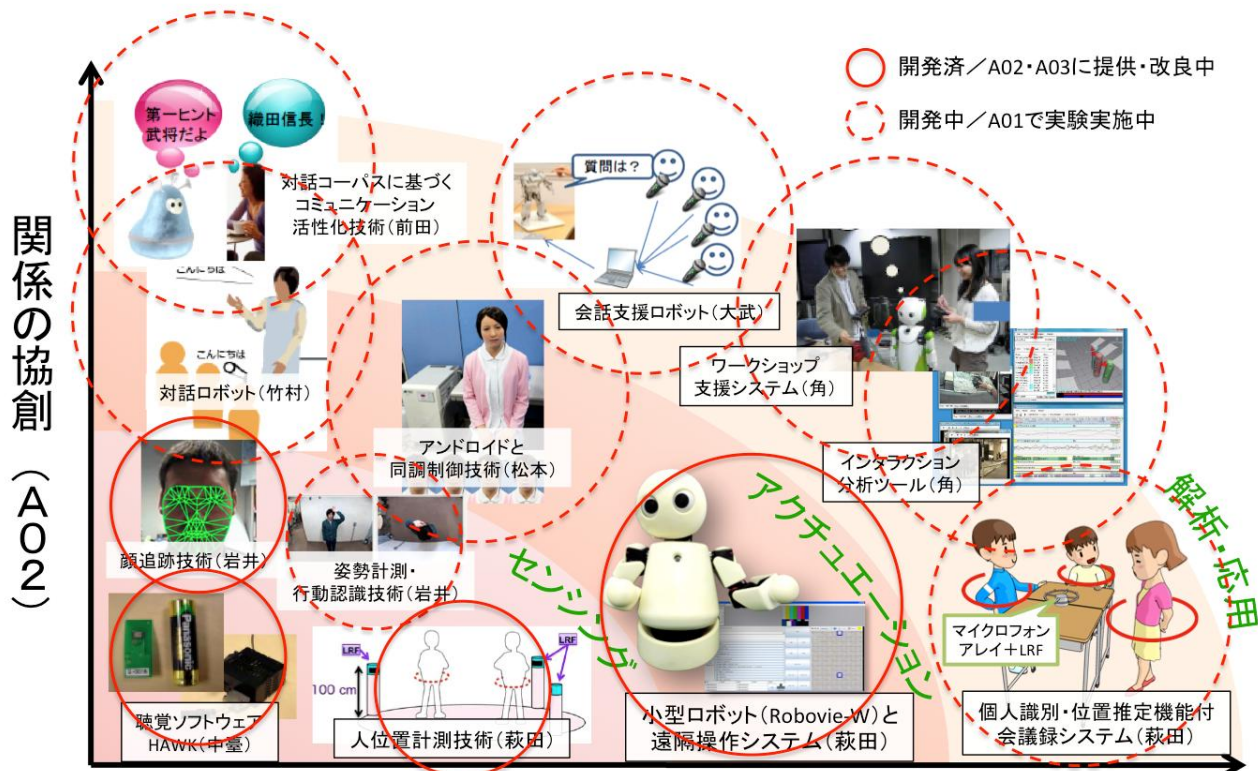 開発済／A02・A03に提供・改良中
開発中／A01で実験実施中
関係の協創（A02）
第一ヒント
武将だよ
織田信長！
対話コーパスに基づく
コミュニケーション
活性化技術(前田)
質問は？
会話支援ロボット(大武)
ワークショップ
支援システム(角)
こんにちは
こんにちは
対話ロボット(竹村)
アンドロイドと
同調制御技術(松本)
インタラクション
分析ツール(角)
顔追跡技術(岩井)
姿勢計測・
行動認識技術(岩井)
センシング
アクチュエーション
解析・応用
Panasonic
聴覚ソフトウェア
HAWK(中臺)
LRF
LRF
100 cm
人位置計測技術(萩田)
小型ロボット(Robovie-W)と
遠隔操作システム(萩田)
マイクロフォン
アレイ+LRF
個人識別・位置推定機能付
会議録システム(萩田)